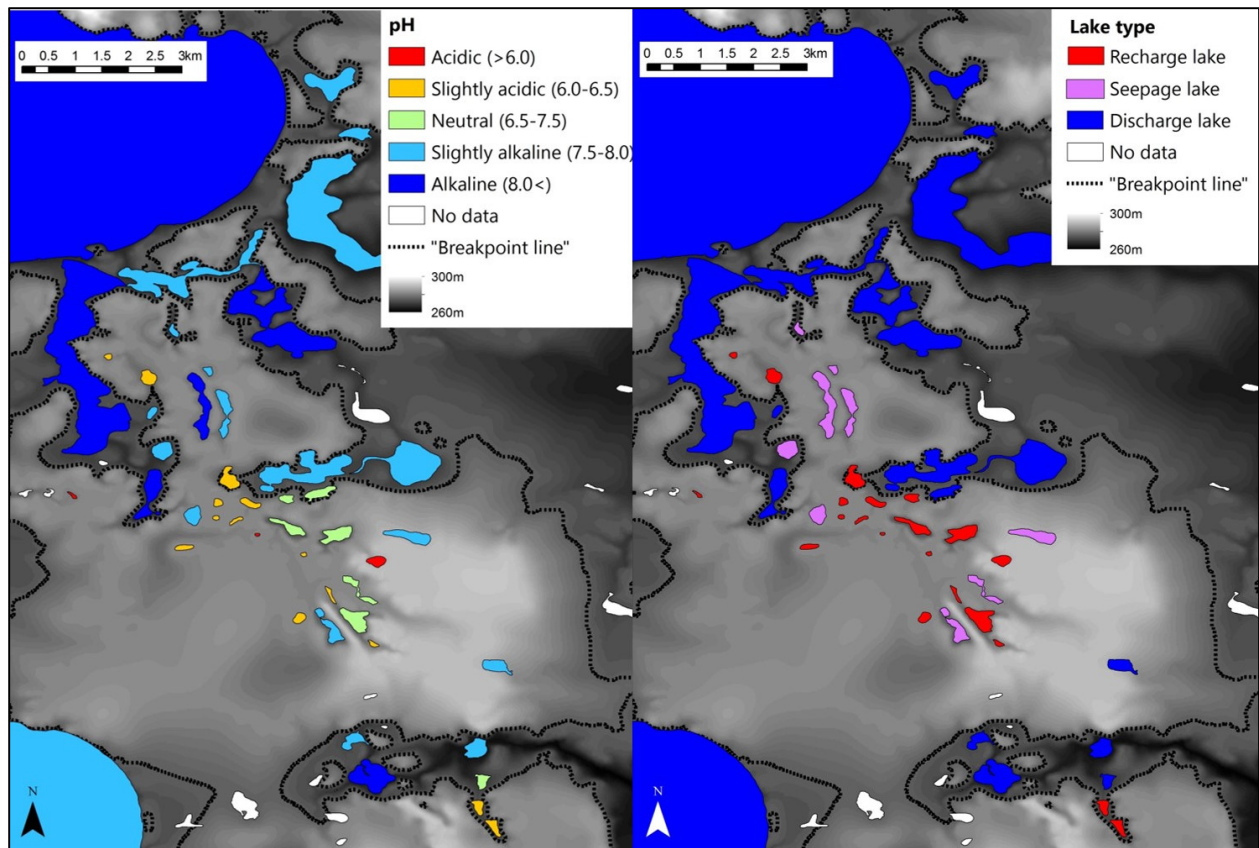 0 0.5 1 1.5 2 2.5 3km
pH
Acidic (>6.0)
Slightly acidic (6.0-6.5)
Neutral (6.5-7.5)
Slightly alkaline (7.5-8.0)
Alkaline (8.0<)
No data
"Breakpoint line"
300m
260m
N
0 0.5 1 1.5 2 2.5 3km
Lake type
Recharge lake
Seepage lake
Discharge lake
No data
"Breakpoint line"
300m
260m
N